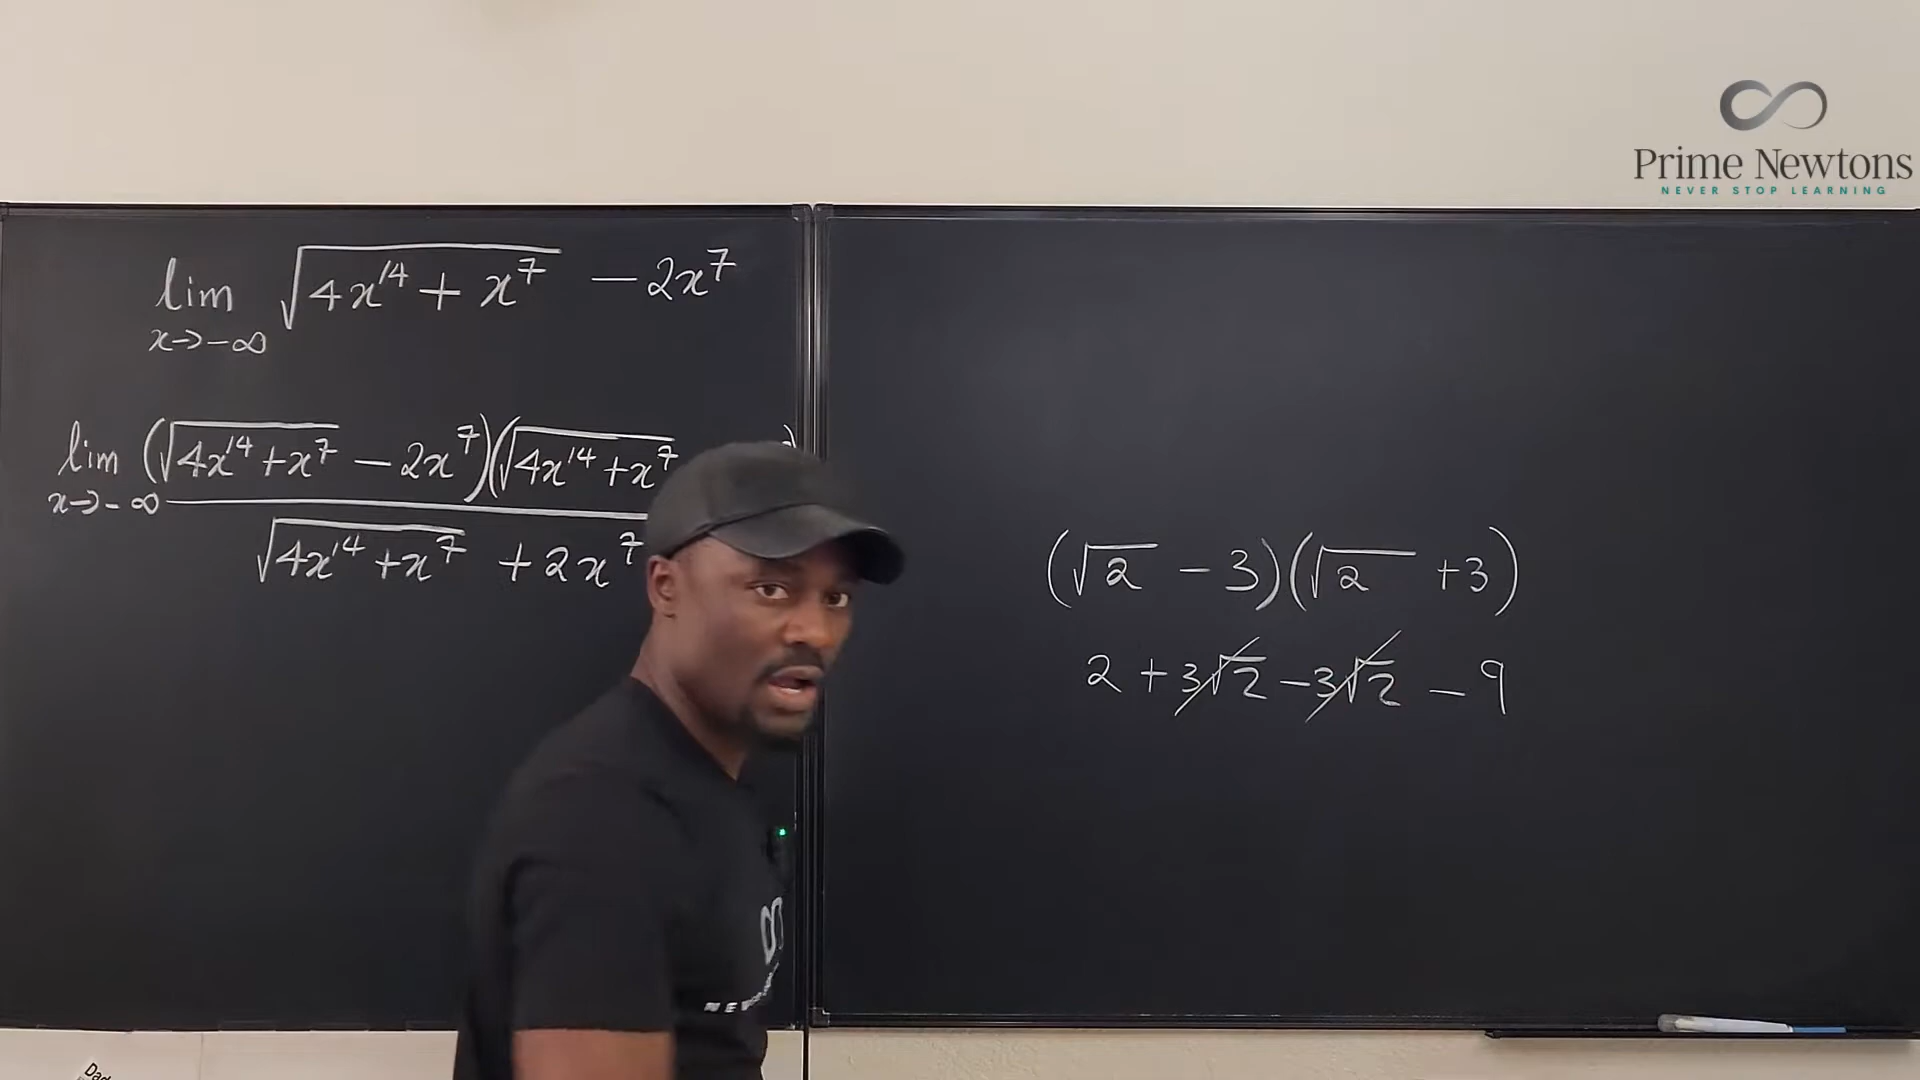 Prime Newtons
NEVER STOP LEARNING
lim √(4x¹⁴ + x⁷) − 2x⁷
x→−∞
lim (√(4x¹⁴ + x⁷) − 2x⁷)(√(4x¹⁴ + x⁷) )
x→−∞
√(4x¹⁴ + x⁷) + 2x⁷
(√2 − 3)(√2 + 3)
2 + 3√2 − 3√2 − 9